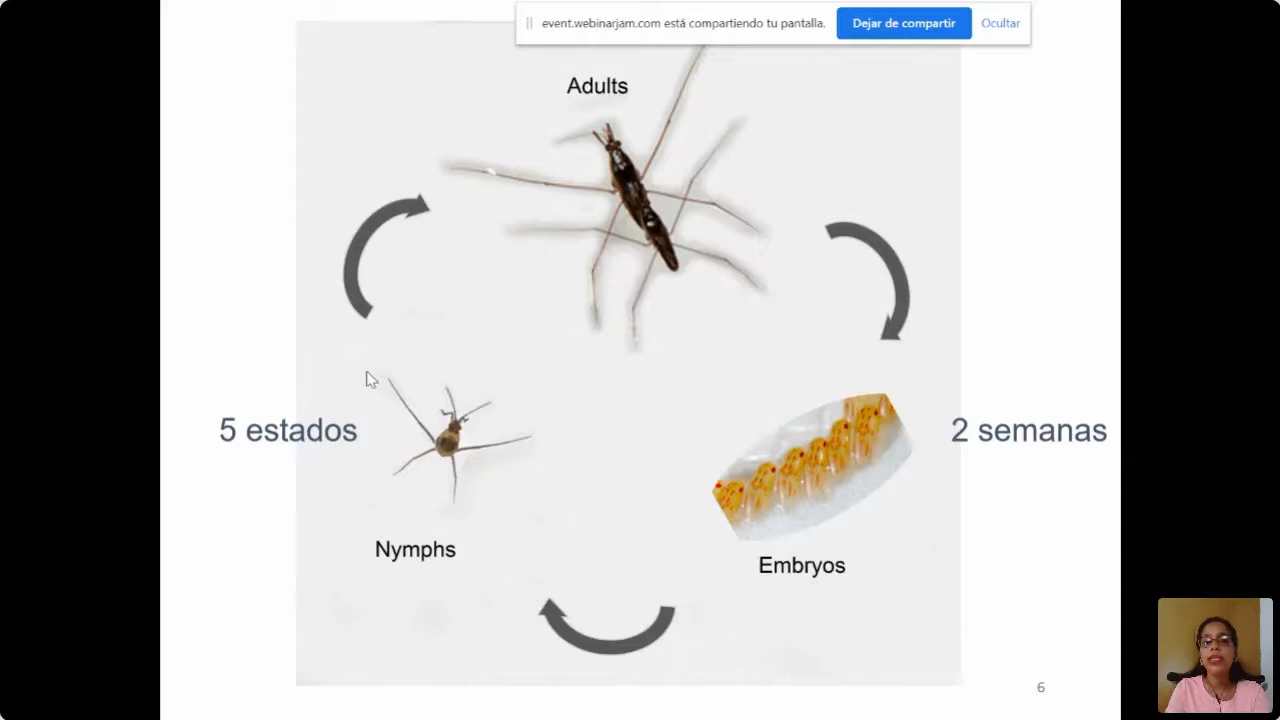 event.webinarjam.com está compartiendo tu pantalla.
Dejar de compartir
Ocultar
Adults
5 estados
2 semanas
Nymphs
Embryos
6